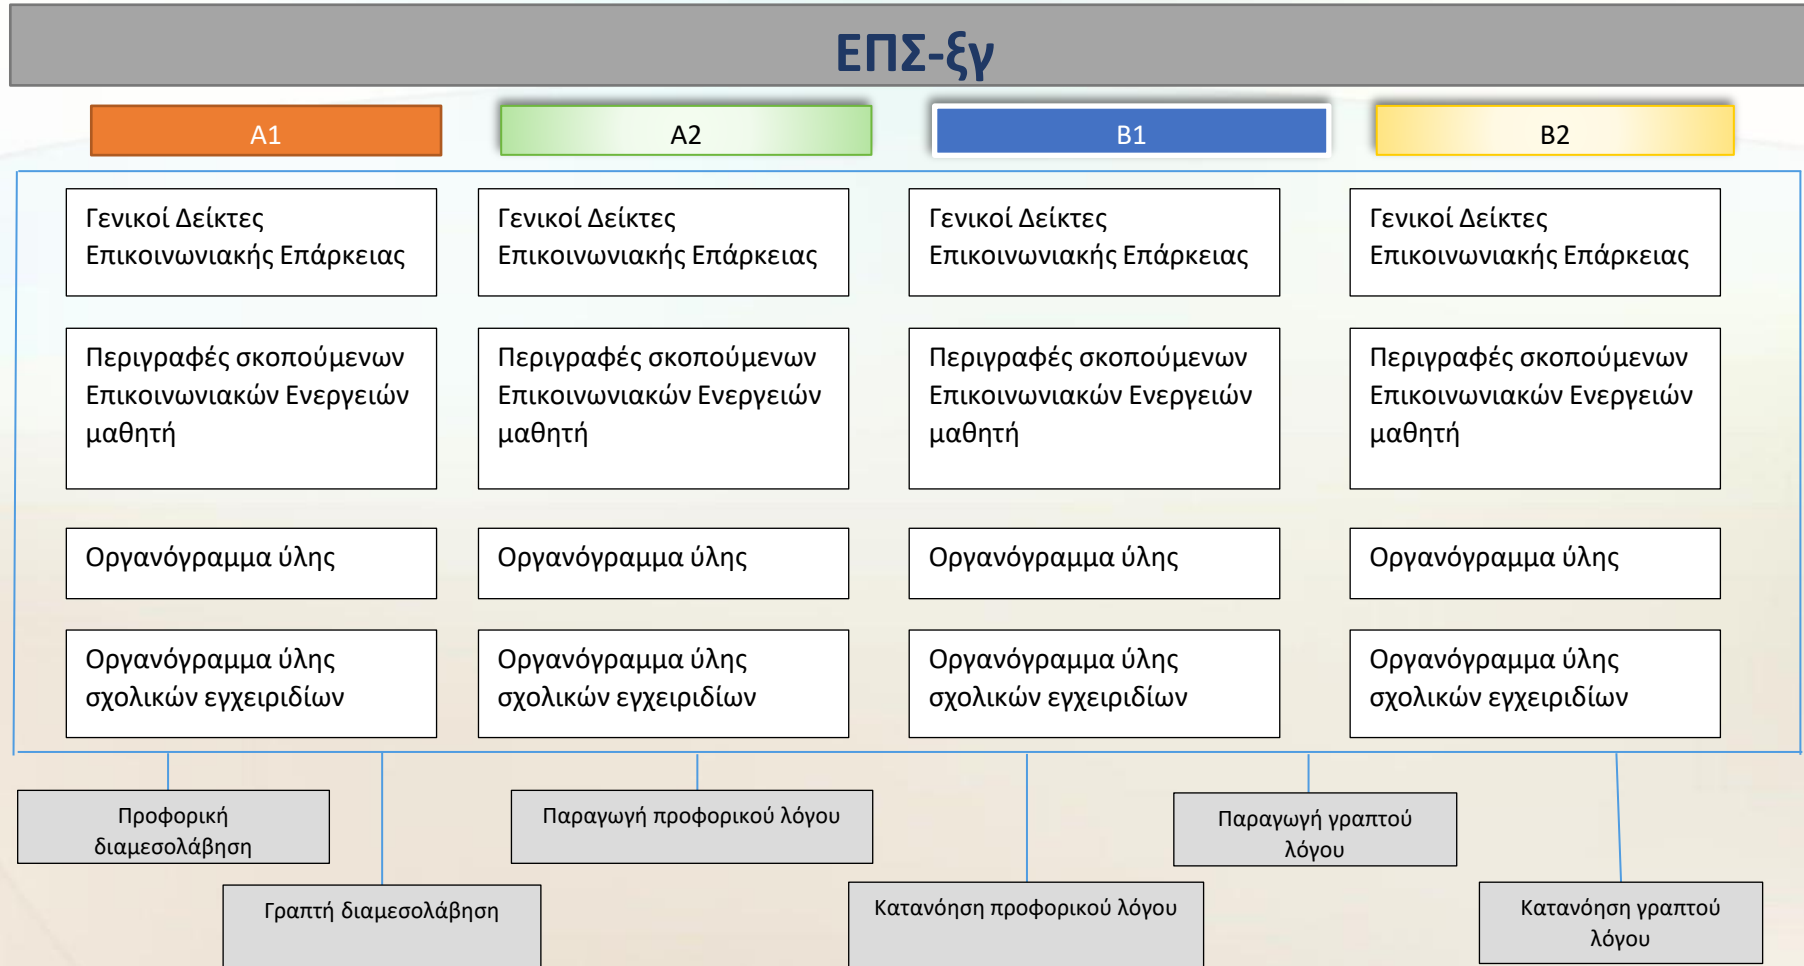 ΕΠΣ-ξγ
A1
A2
B1
B2
Γενικοί Δείκτες
Επικοινωνιακής Επάρκειας
Γενικοί Δείκτες
Επικοινωνιακής Επάρκειας
Γενικοί Δείκτες
Επικοινωνιακής Επάρκειας
Γενικοί Δείκτες
Επικοινωνιακής Επάρκειας
Περιγραφές σκοπούμενων
Επικοινωνιακών Ενεργειών
μαθητή
Περιγραφές σκοπούμενων
Επικοινωνιακών Ενεργειών
μαθητή
Περιγραφές σκοπούμενων
Επικοινωνιακών Ενεργειών
μαθητή
Περιγραφές σκοπούμενων
Επικοινωνιακών Ενεργειών
μαθητή
Οργανόγραμμα ύλης
Οργανόγραμμα ύλης
Οργανόγραμμα ύλης
Οργανόγραμμα ύλης
Οργανόγραμμα ύλης
σχολικών εγχειριδίων
Οργανόγραμμα ύλης
σχολικών εγχειριδίων
Οργανόγραμμα ύλης
σχολικών εγχειριδίων
Οργανόγραμμα ύλης
σχολικών εγχειριδίων
Προφορική
διαμεσολάβηση
Παραγωγή προφορικού λόγου
Παραγωγή γραπτού
λόγου
Γραπτή διαμεσολάβηση
Κατανόηση προφορικού λόγου
Κατανόηση γραπτού
λόγου